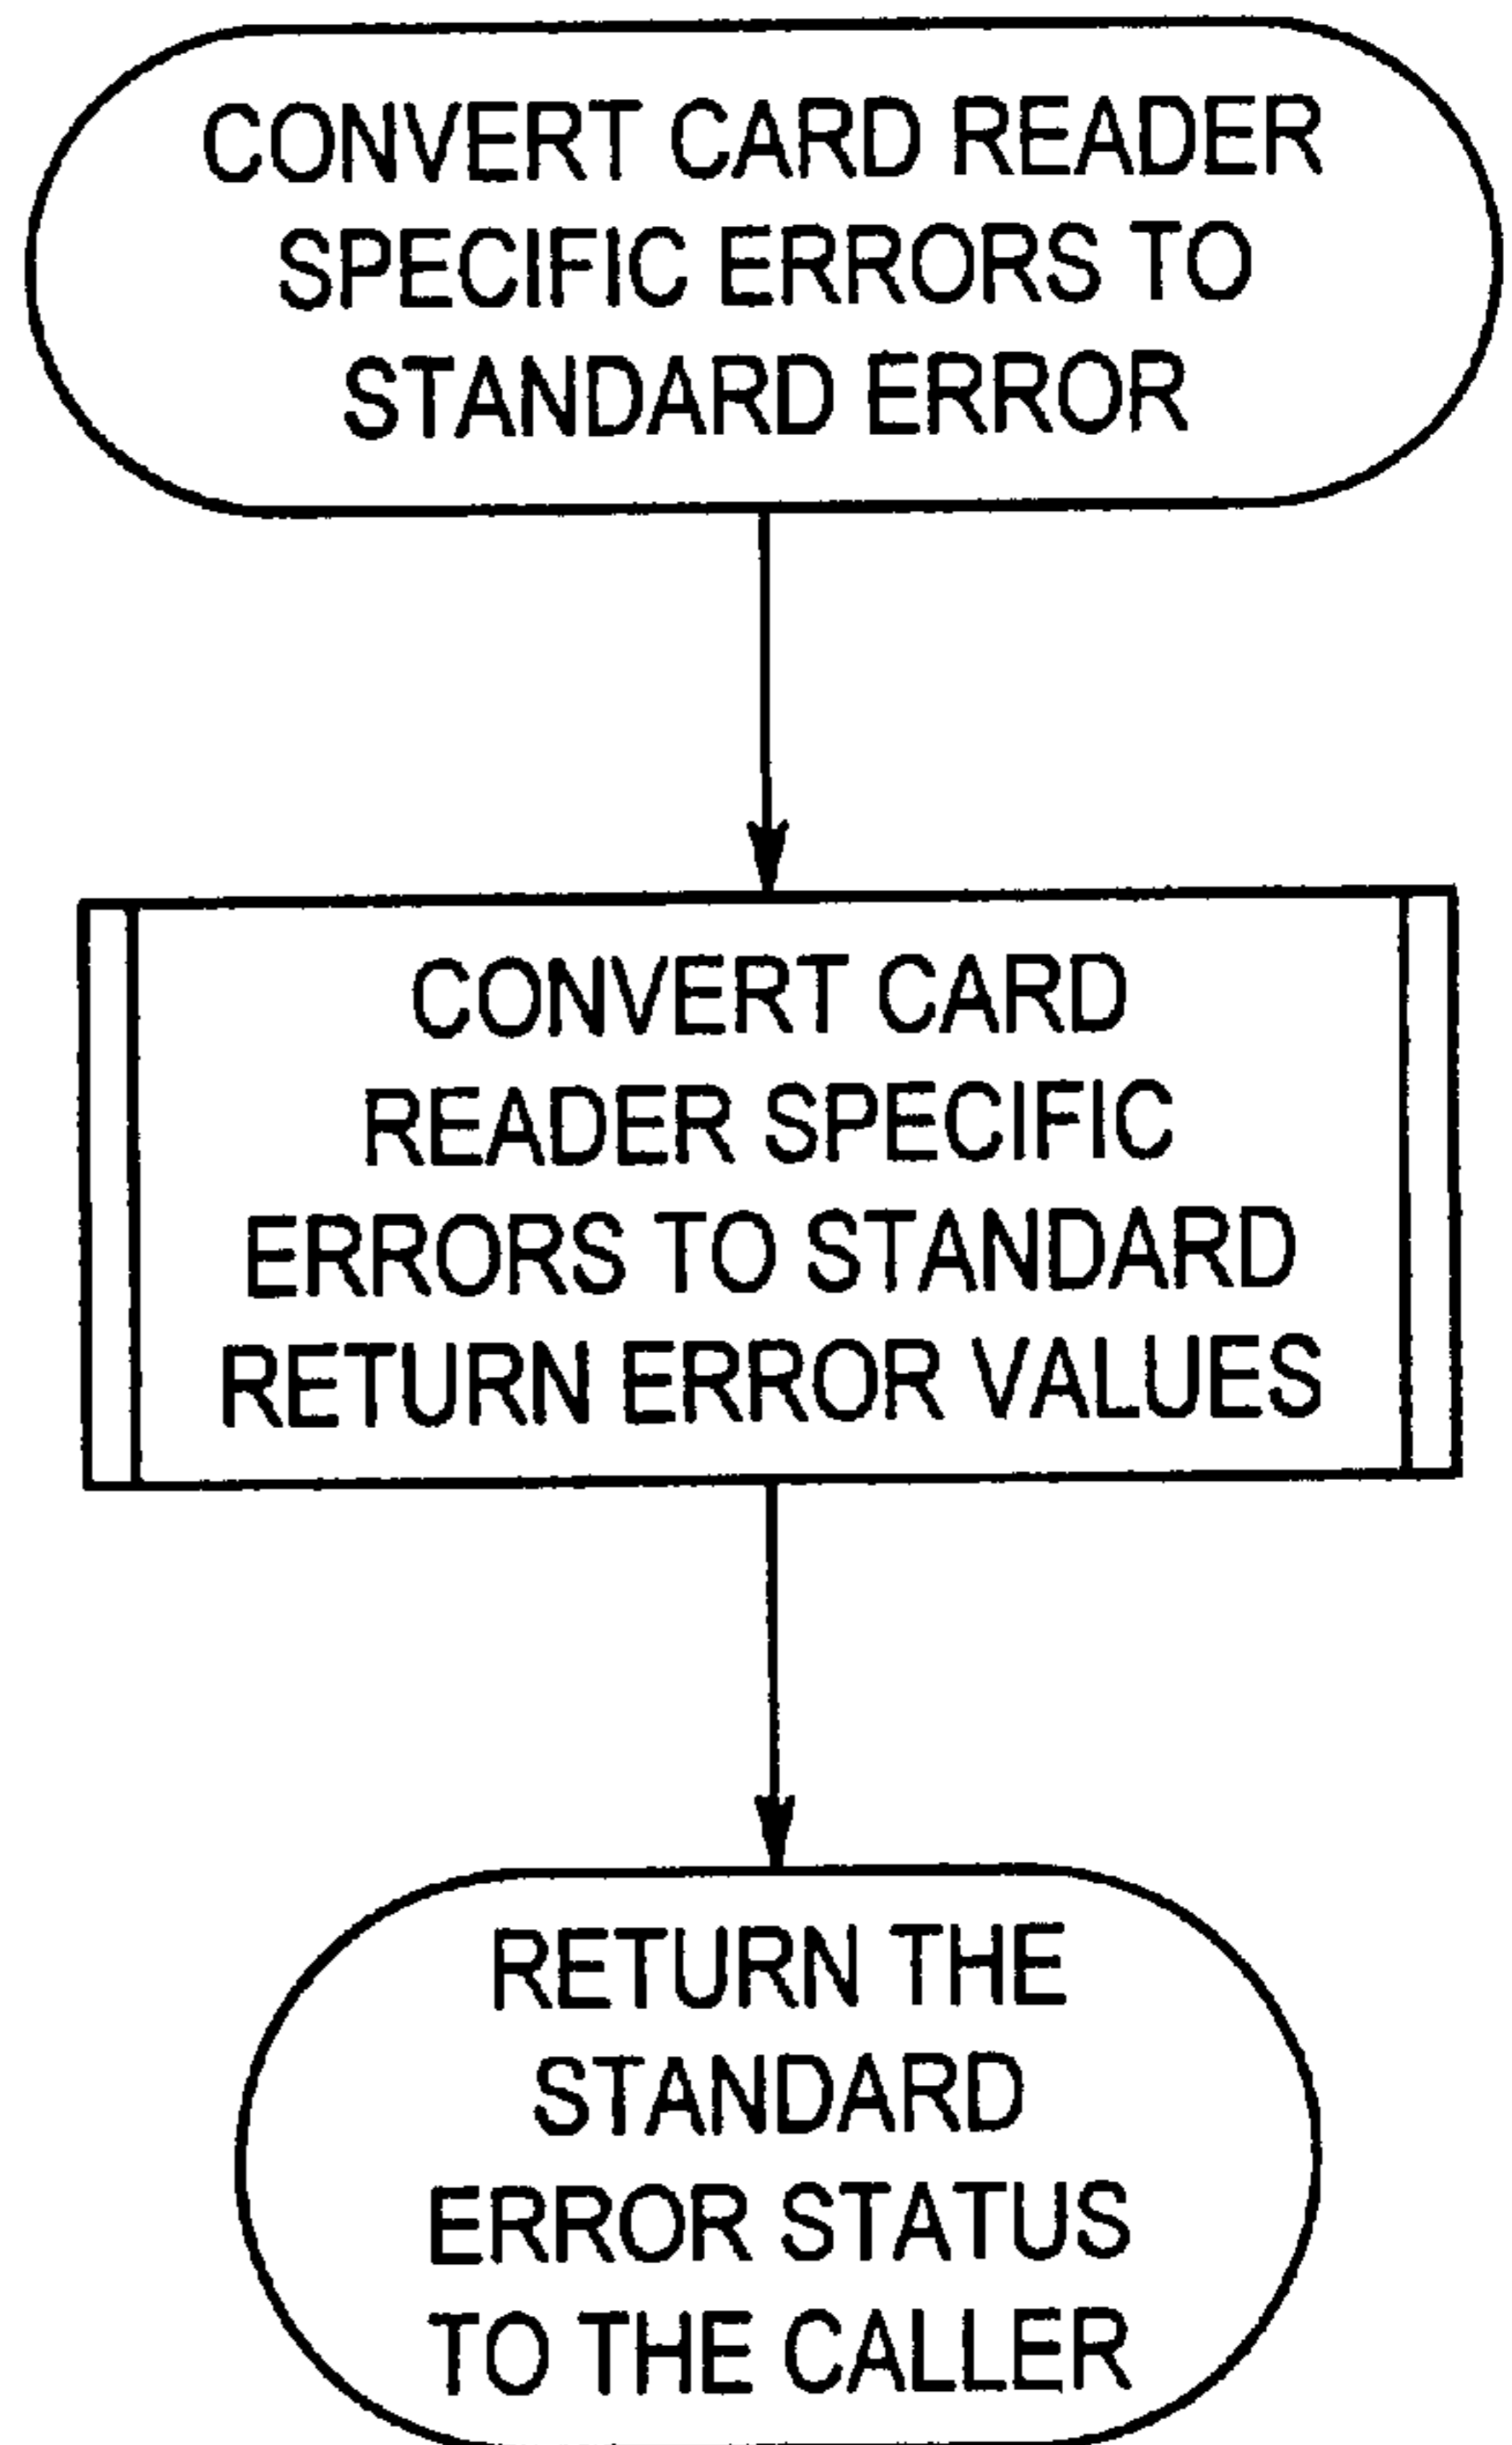 CONVERT CARD READER
SPECIFIC ERRORS TO
STANDARD ERROR
CONVERT CARD
READER SPECIFIC
ERRORS TO STANDARD
RETURN ERROR VALUES
RETURN THE
STANDARD
ERROR STATUS
TO THE CALLER